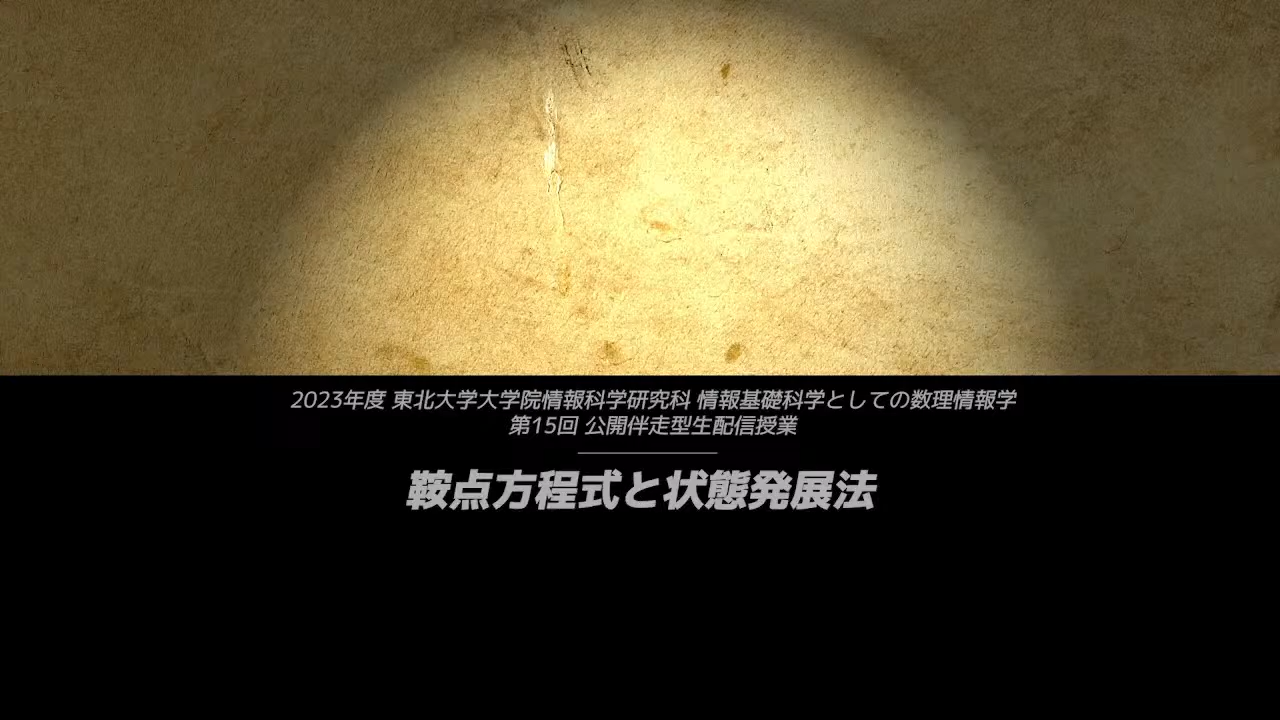 2023年度 東北大学大学院情報科学研究科 情報基礎科学としての数理情報学
第15回 公開伴走型生配信授業
鞍点方程式と状態発展法